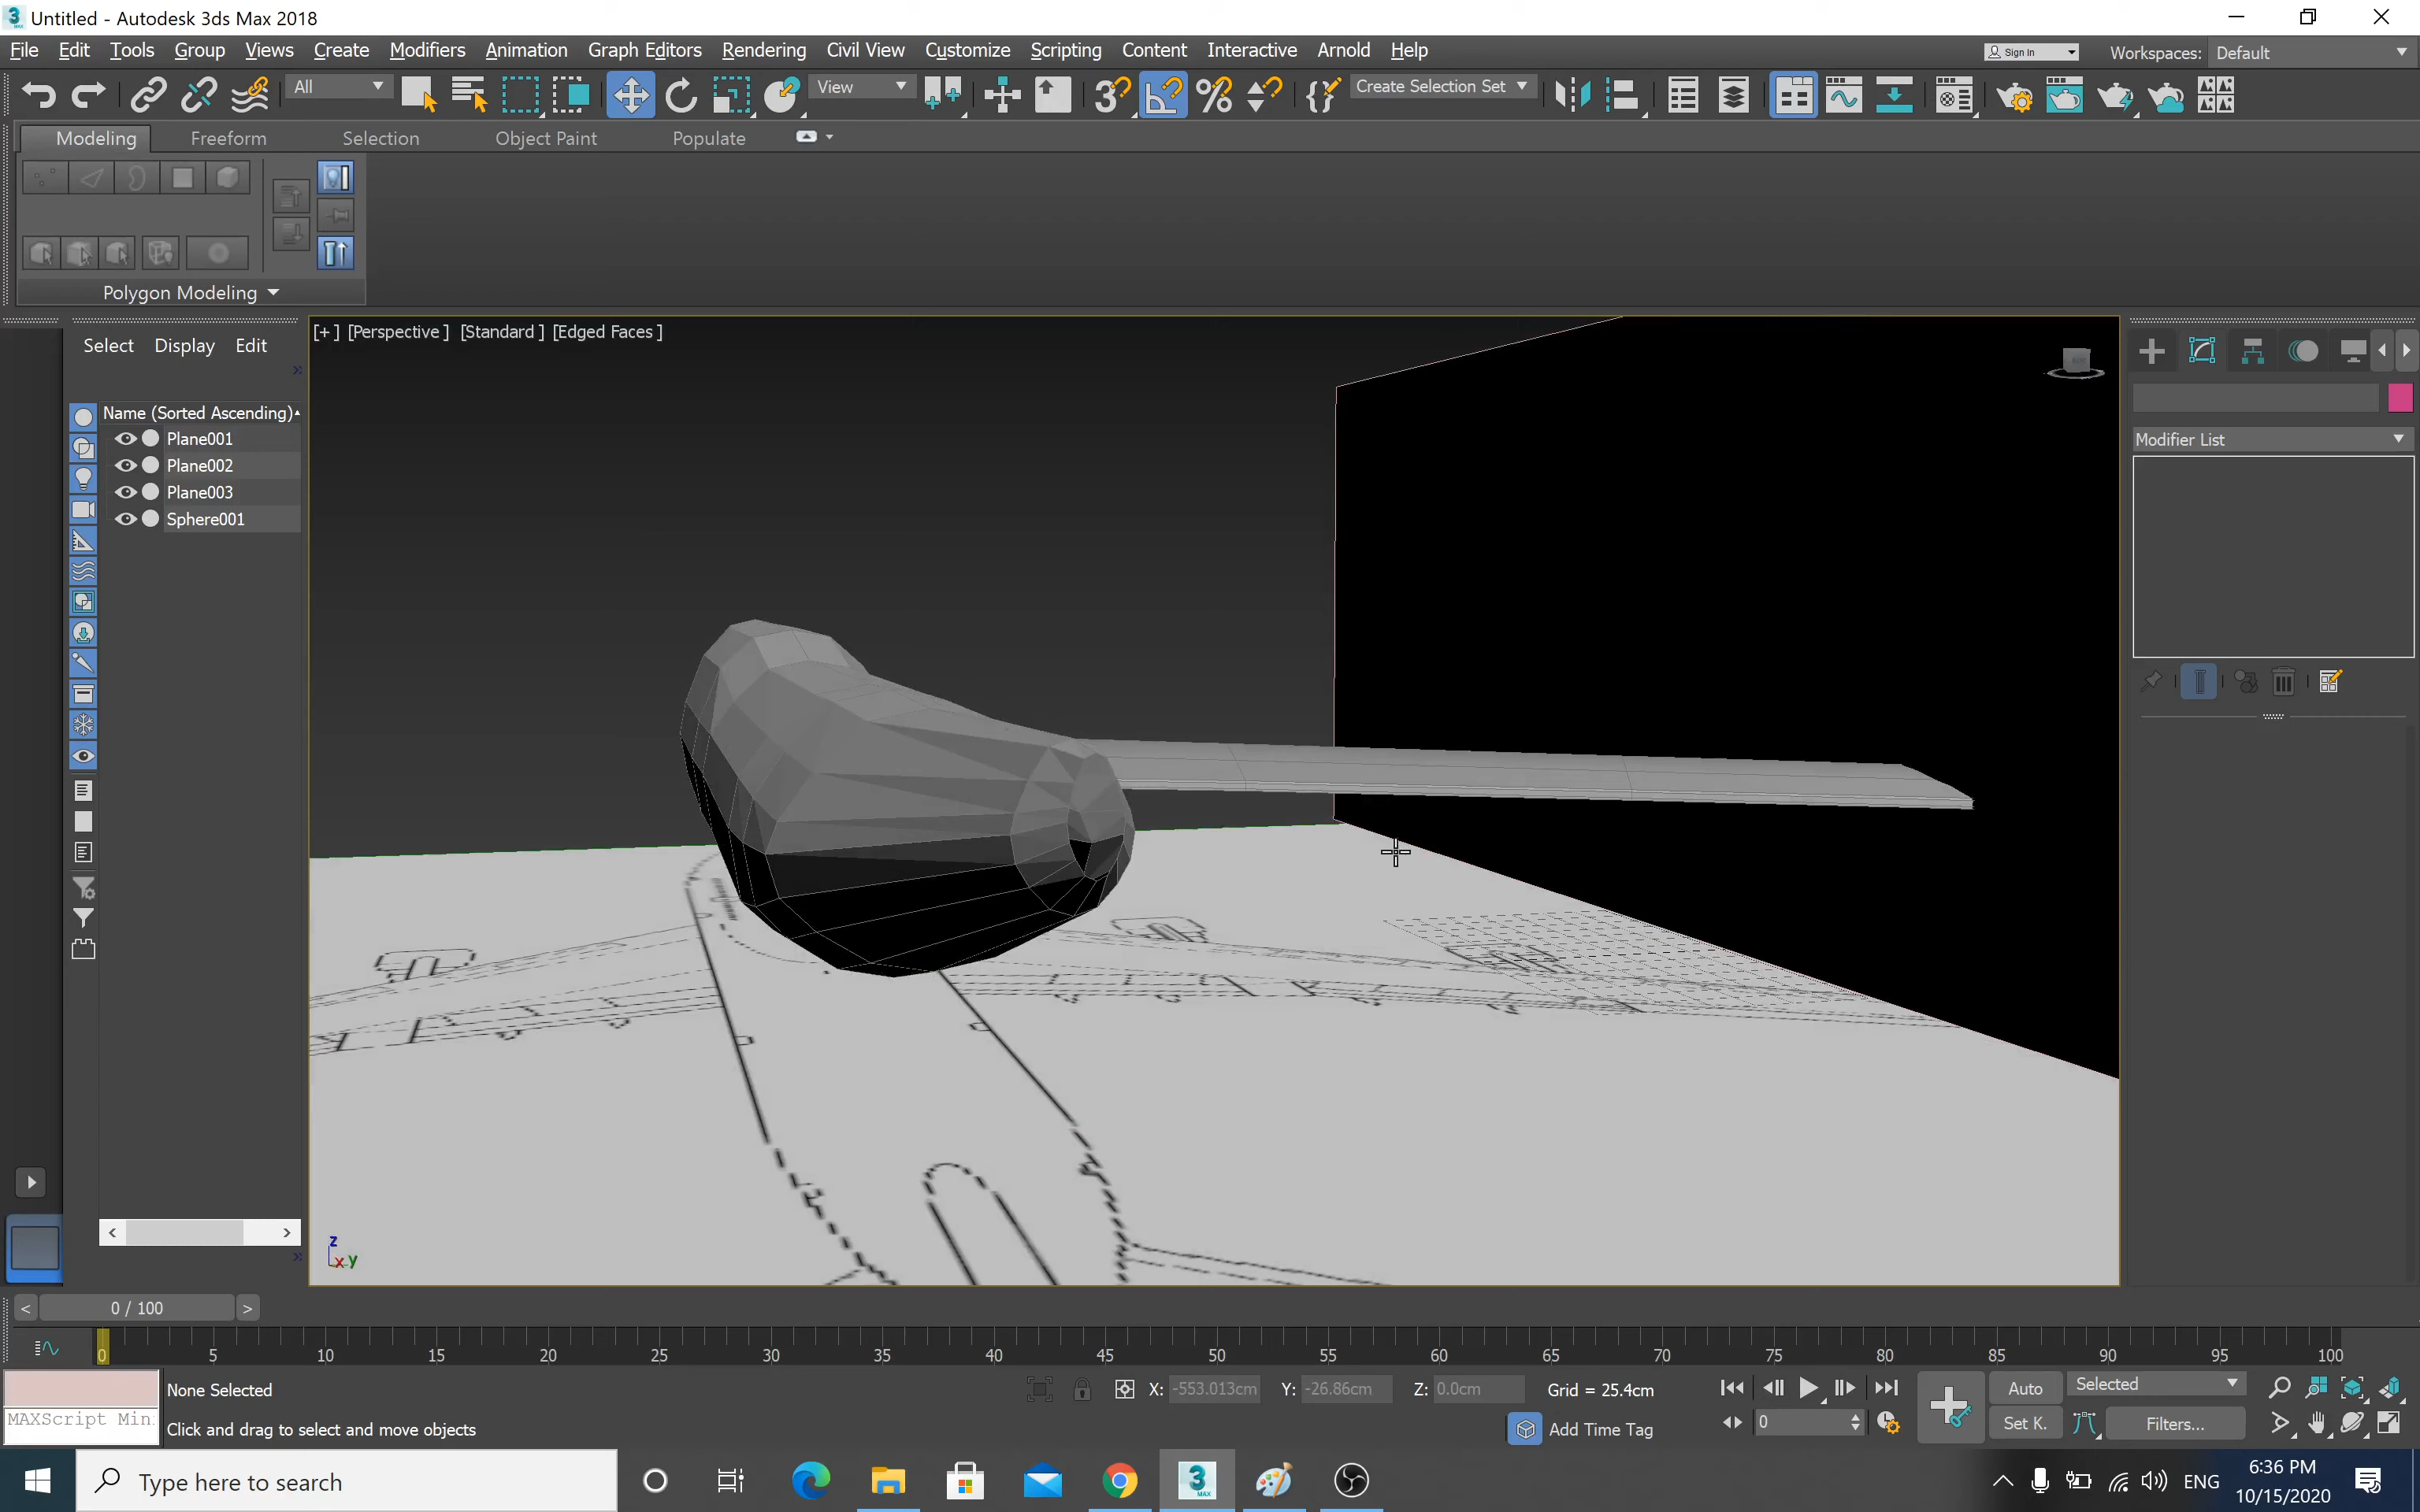 Untitled - Autodesk 3ds Max 2018
File Edit Tools Group Views Create Modifiers Animation Graph Editors Rendering Civil View Customize Scripting Content Interactive Arnold Help
Sign In
Workspaces: Default
All
View
Create Selection Set
Modeling Freeform Selection Object Paint Populate
Polygon Modeling
Select Display Edit
[+] [Perspective] [Standard] [Edged Faces]
Name (Sorted Ascending)
Plane001
Plane002
Plane003
Sphere001
Modifier List
z
x y
0 / 100
0 5 10 15 20 25 30 35 40 45 50 55 60 65 70 75 80 85 90 95 100
None Selected
X: -553.013cm Y: -26.86cm Z: 0.0cm Grid = 25.4cm
Auto Selected
MAXScript Min
Click and drag to select and move objects
Add Time Tag
0
Set K. Filters...
Type here to search
3 MAX
ENG
6:36 PM
10/15/2020